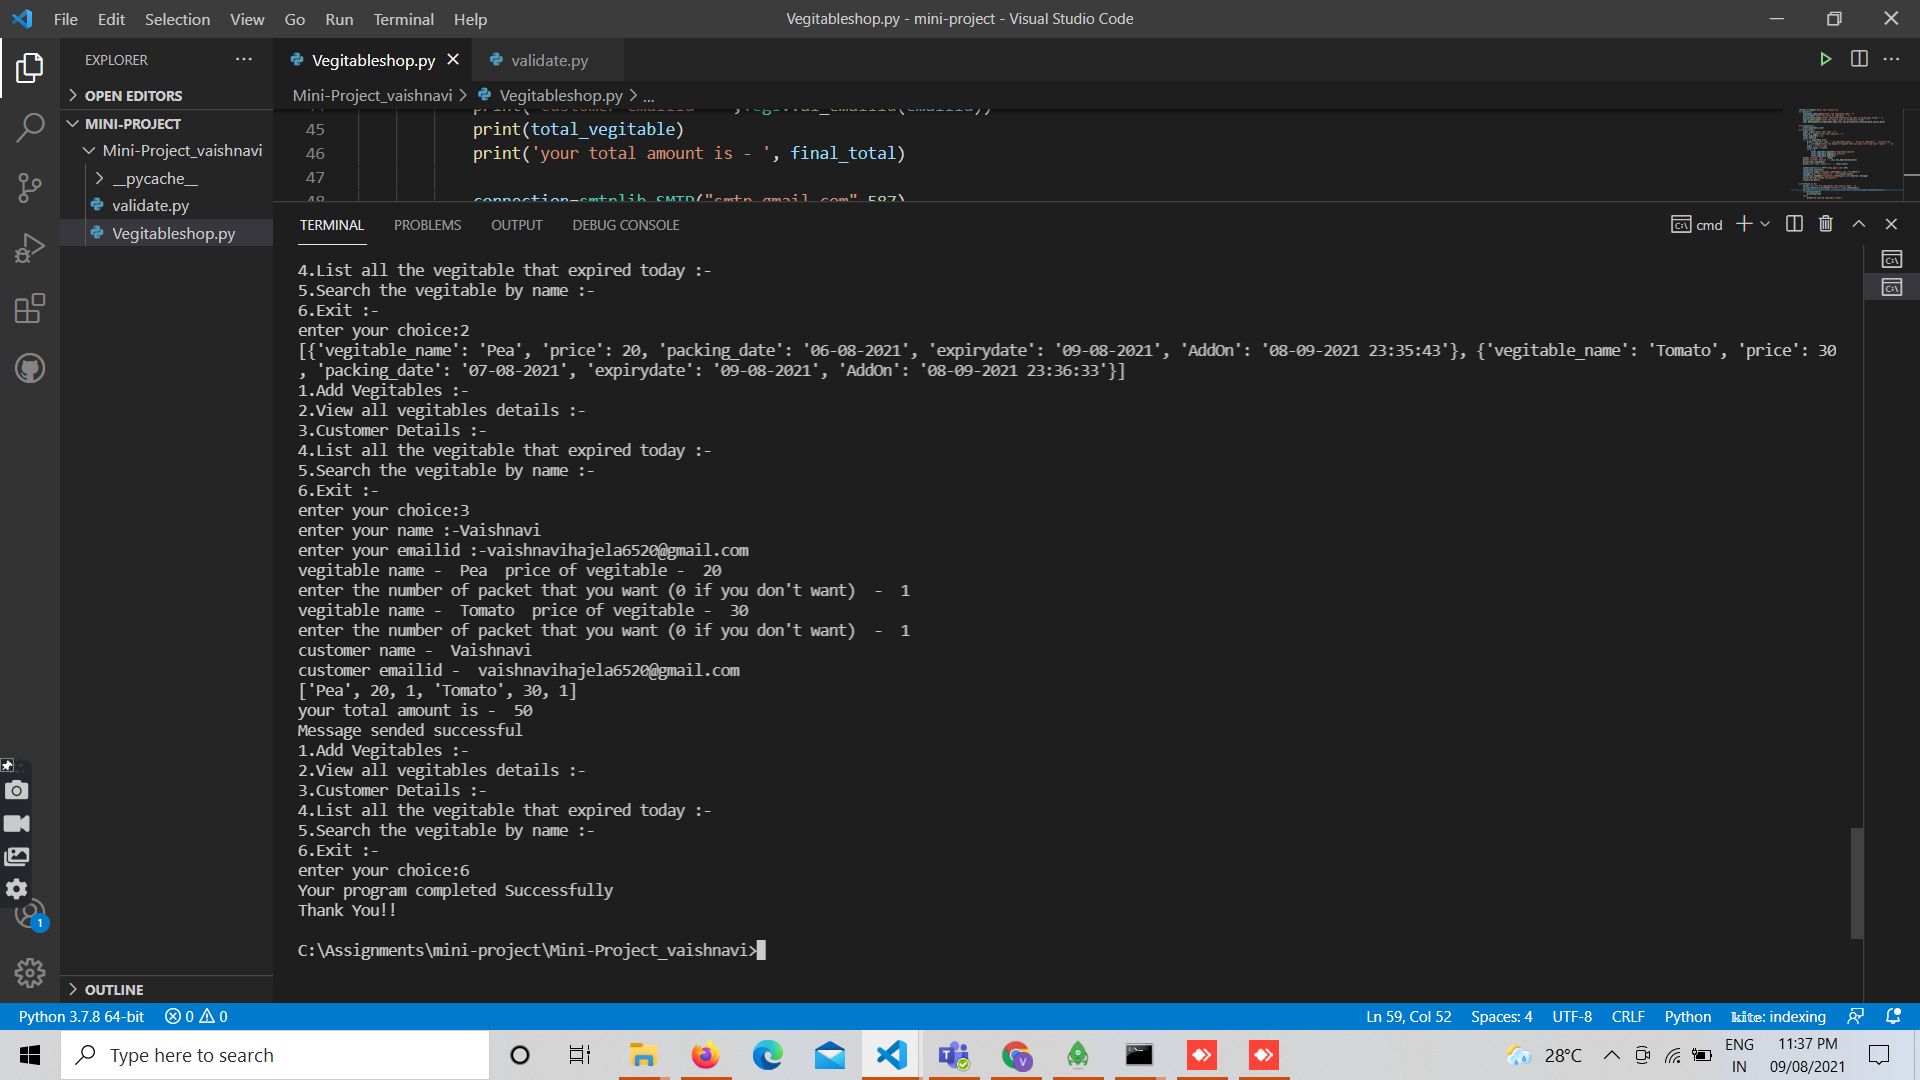 File Edit Selection View Go Run Terminal Help
Vegitableshop.py - mini-project - Visual Studio Code
EXPLORER
OPEN EDITORS
MINI-PROJECT
Mini-Project_vaishnavi
__pycache__
validate.py
Vegitableshop.py
OUTLINE
Vegitableshop.py validate.py
Mini-Project_vaishnavi > Vegitableshop.py > ...
45 print(total_vegitable)
46 print('your total amount is - ', final_total)
47
48 connection=smtplib.SMTP("smtp.gmail.com",587)
TERMINAL PROBLEMS OUTPUT DEBUG CONSOLE
cmd
4.List all the vegitable that expired today :-
5.Search the vegitable by name :-
6.Exit :-
enter your choice:2
[{'vegitable_name': 'Pea', 'price': 20, 'packing_date': '06-08-2021', 'expirydate': '09-08-2021', 'AddOn': '08-09-2021 23:35:43'}, {'vegitable_name': 'Tomato', 'price': 30
, 'packing_date': '07-08-2021', 'expirydate': '09-08-2021', 'AddOn': '08-09-2021 23:36:33'}]
1.Add Vegitables :-
2.View all vegitables details :-
3.Customer Details :-
4.List all the vegitable that expired today :-
5.Search the vegitable by name :-
6.Exit :-
enter your choice:3
enter your name :-Vaishnavi
enter your emailid :-vaishnavihajela6520@gmail.com
vegitable name -  Pea  price of vegitable -  20
enter the number of packet that you want (0 if you don't want)  -  1
vegitable name -  Tomato  price of vegitable -  30
enter the number of packet that you want (0 if you don't want)  -  1
customer name -  Vaishnavi
customer emailid -  vaishnavihajela6520@gmail.com
['Pea', 20, 1, 'Tomato', 30, 1]
your total amount is -  50
Message sended successful
1.Add Vegitables :-
2.View all vegitables details :-
3.Customer Details :-
4.List all the vegitable that expired today :-
5.Search the vegitable by name :-
6.Exit :-
enter your choice:6
Your program completed Successfully
Thank You!!
C:\Assignments\mini-project\Mini-Project_vaishnavi>
1
Python 3.7.8 64-bit 0 0 Ln 59, Col 52 Spaces: 4 UTF-8 CRLF Python kite: indexing
Type here to search
28°C
ENG
IN
11:37 PM
09/08/2021